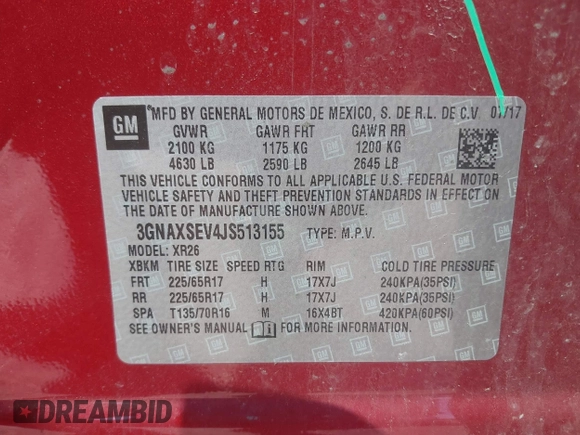 GM
MFD BY GENERAL MOTORS DE MEXICO, S. DE R.L. DE C.V. 07/17
GVWR GAWR FRT GAWR RR
2100 KG 1175 KG 1200 KG
4630 LB 2590 LB 2645 LB
THIS VEHICLE CONFORMS TO ALL APPLICABLE U.S. FEDERAL MOTOR
VEHICLE SAFETY AND THEFT PREVENTION STANDARDS IN EFFECT ON
THE DATE OF MANUFACTURE SHOWN ABOVE.
3GNAXSEV4JS513155 TYPE: M.P.V.
MODEL: XR26
XBKM TIRE SIZE SPEED RTG RIM COLD TIRE PRESSURE
FRT 225/65R17 H 17X7J 240KPA(35PSI)
RR 225/65R17 H 17X7J 240KPA(35PSI)
SPA T135/70R16 M 16X4BT 420KPA(60PSI)
SEE OWNER'S MANUAL FOR MORE INFORMATION.
DREAMBID